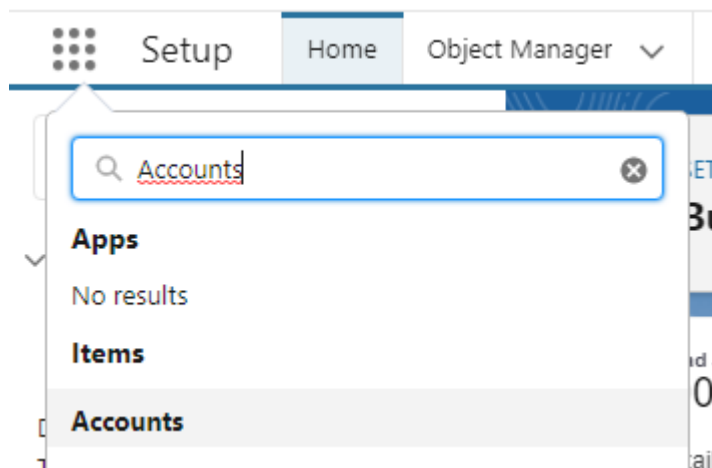 Setup
Home
Object Manager
Accounts
Apps
No results
Items
Accounts